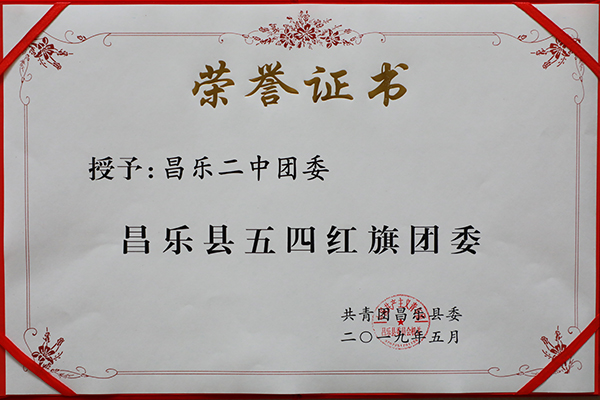 荣誉证书
授予:昌乐二中团委
昌乐县五四红旗团委
共青团昌乐县委
二〇一九年五月